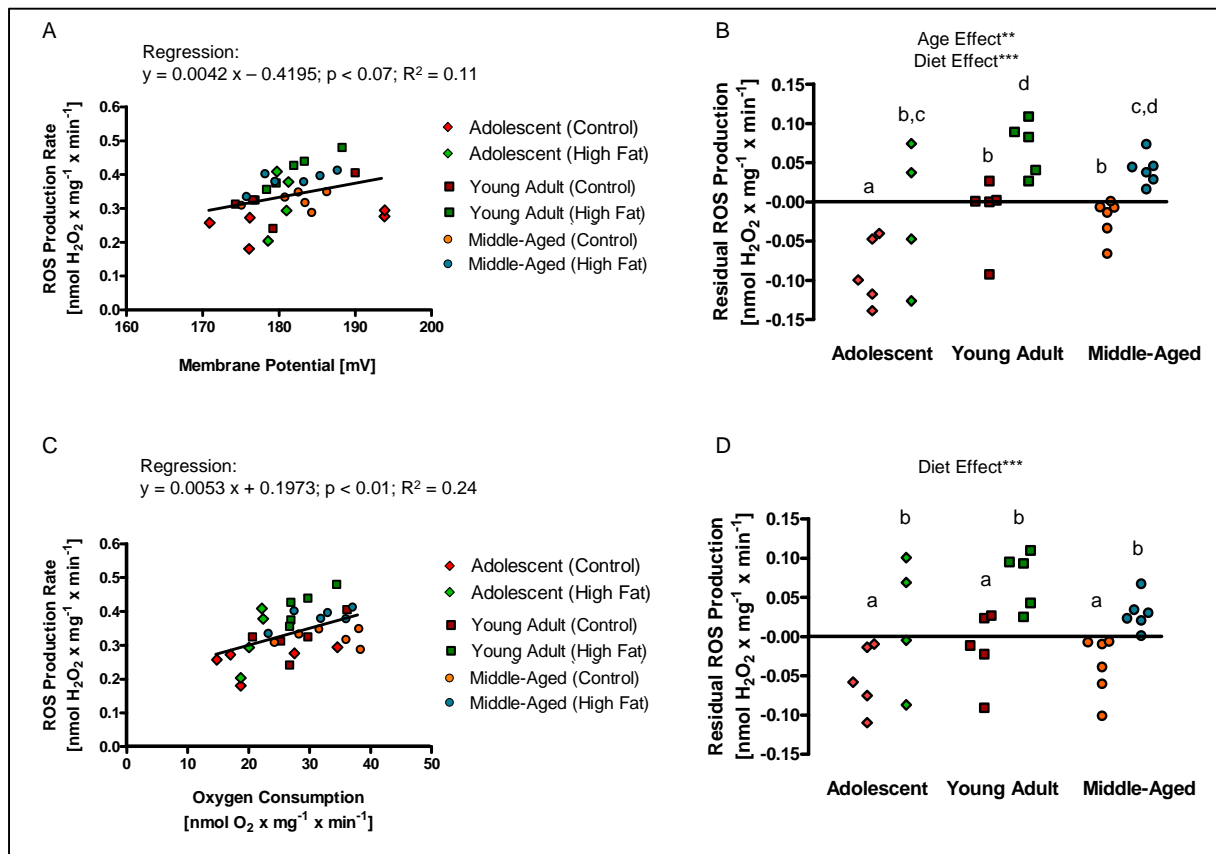 A
Regression:
y = 0.0042 x – 0.4195; p < 0.07; R² = 0.11
ROS Production Rate
[nmol H₂O₂ x mg⁻¹ x min⁻¹]
0.6
0.5
0.4
0.3
0.2
0.1
0.0
160 170 180 190 200
Membrane Potential [mV]
Adolescent (Control)
Adolescent (High Fat)
Young Adult (Control)
Young Adult (High Fat)
Middle-Aged (Control)
Middle-Aged (High Fat)
B
Age Effect**
Diet Effect***
Residual ROS Production
[nmol H₂O₂ x mg⁻¹ x min⁻¹]
0.15
0.10
0.05
-0.00
-0.05
-0.10
-0.15
a b,c b d b c,d
Adolescent Young Adult Middle-Aged
C
Regression:
y = 0.0053 x + 0.1973; p < 0.01; R² = 0.24
ROS Production Rate
[nmol H₂O₂ x mg⁻¹ x min⁻¹]
0.6
0.5
0.4
0.3
0.2
0.1
0.0
0 10 20 30 40 50
Oxygen Consumption
[nmol O₂ x mg⁻¹ x min⁻¹]
Adolescent (Control)
Adolescent (High Fat)
Young Adult (Control)
Young Adult (High Fat)
Middle-Aged (Control)
Middle-Aged (High Fat)
D
Diet Effect***
Residual ROS Production
[nmol H₂O₂ x mg⁻¹ x min⁻¹]
0.15
0.10
0.05
-0.00
-0.05
-0.10
-0.15
a b a b a b
Adolescent Young Adult Middle-Aged